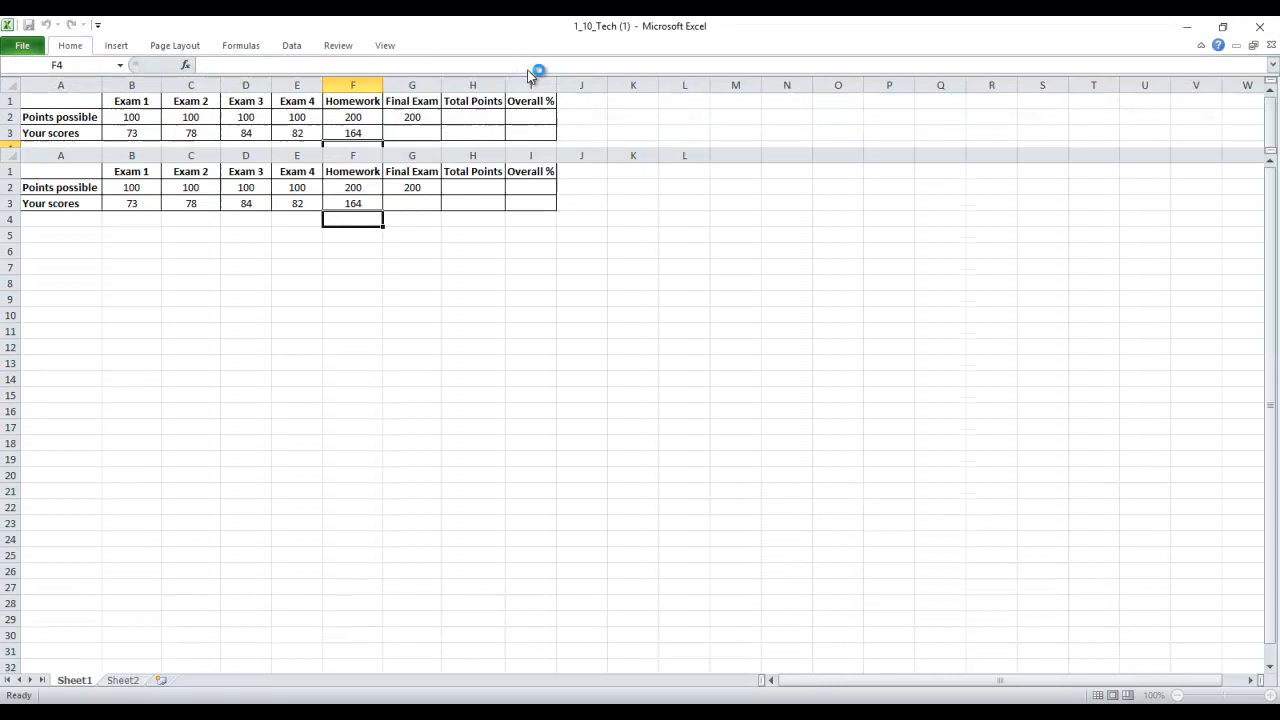 1_10_Tech (1) - Microsoft Excel
File Home Insert Page Layout Formulas Data Review View
F4 fx
A B C D E F G H I J K L M N O P Q R S T U V W
1 Exam 1 Exam 2 Exam 3 Exam 4 Homework Final Exam Total Points Overall %
2 Points possible 100 100 100 100 200 200
3 Your scores 73 78 84 82 164
A B C D E F G H I J K L
1 Exam 1 Exam 2 Exam 3 Exam 4 Homework Final Exam Total Points Overall %
2 Points possible 100 100 100 100 200 200
3 Your scores 73 78 84 82 164
4
5
6
7
8
9
10
11
12
13
14
15
16
17
18
19
20
21
22
23
24
25
26
27
28
29
30
31
32
Sheet1 Sheet2
Ready 100%